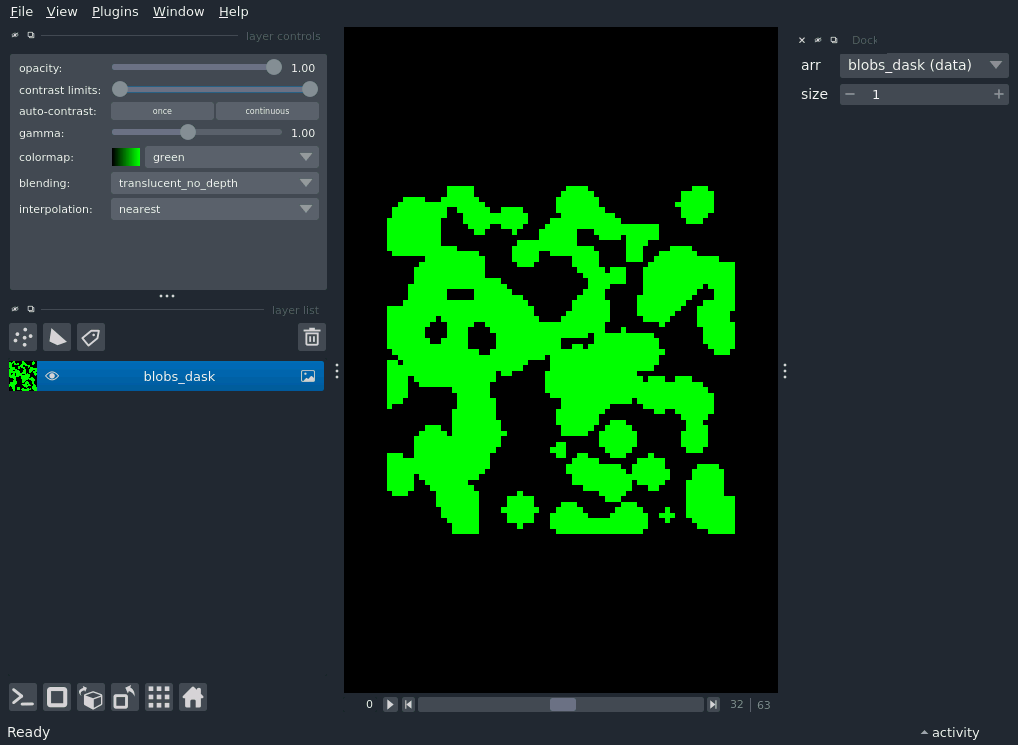 File View Plugins Window Help
layer controls
opacity: 1.00
contrast limits:
auto-contrast: once continuous
gamma: 1.00
colormap: green
blending: translucent_no_depth
interpolation: nearest
layer list
blobs_dask
Dock
arr blobs_dask (data)
size 1
0 32 63
Ready
activity